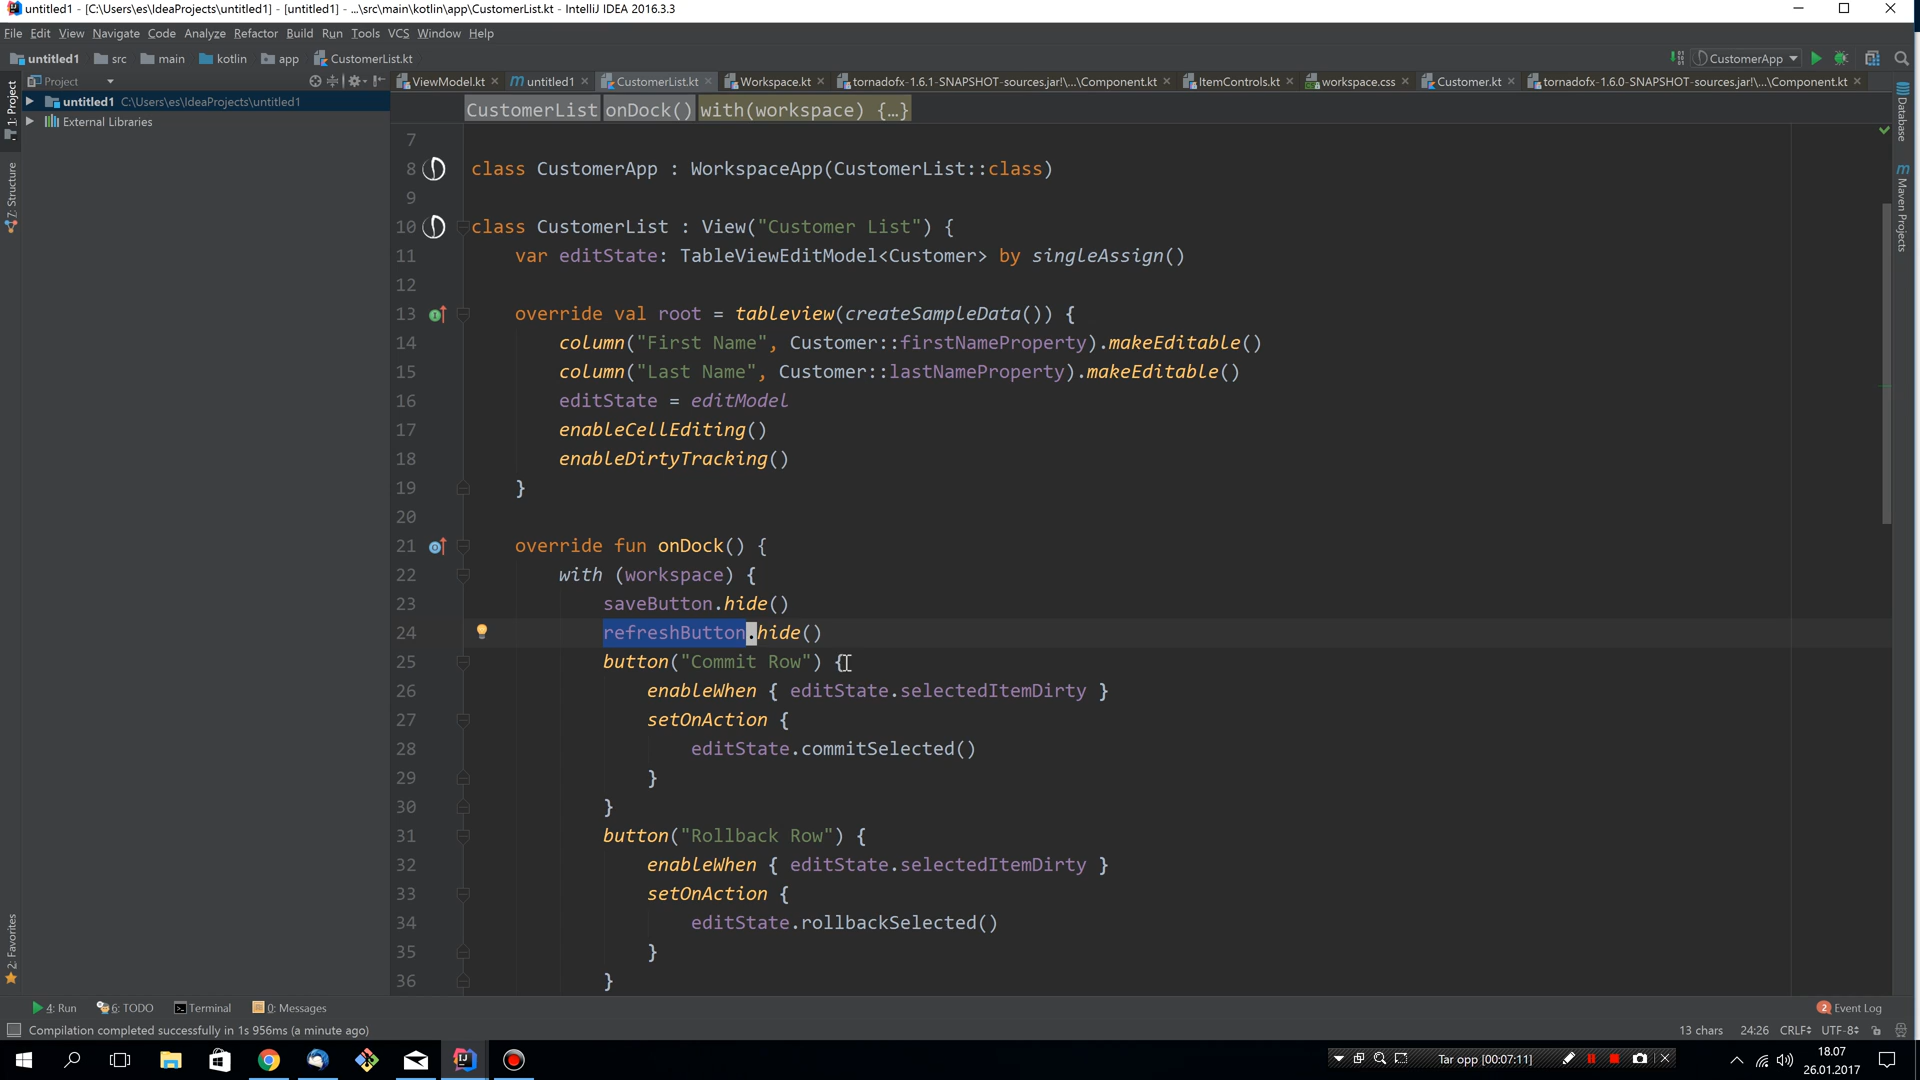 untitled1 - [C:\Users\es\IdeaProjects\untitled1] - [untitled1] - ...\src\main\kotlin\app\CustomerList.kt - IntelliJ IDEA 2016.3.3
File Edit View Navigate Code Analyze Refactor Build Run Tools VCS Window Help
untitled1 src main kotlin app CustomerList.kt CustomerApp
Project
ViewModel.kt untitled1 CustomerList.kt Workspace.kt tornadofx-1.6.1-SNAPSHOT-sources.jar!\...\Component.kt ItemControls.kt workspace.css Customer.kt tornadofx-1.6.0-SNAPSHOT-sources.jar!\...\Component.kt
untitled1 C:\Users\es\IdeaProjects\untitled1
External Libraries
1: Project
7: Structure
2: Favorites
Database
Maven Projects
CustomerList onDock() with(workspace) {...}
7
8 class CustomerApp : WorkspaceApp(CustomerList::class)
9
10 class CustomerList : View("Customer List") {
11 var editState: TableViewEditModel<Customer> by singleAssign()
12
13 override val root = tableview(createSampleData()) {
14 column("First Name", Customer::firstNameProperty).makeEditable()
15 column("Last Name", Customer::lastNameProperty).makeEditable()
16 editState = editModel
17 enableCellEditing()
18 enableDirtyTracking()
19 }
20
21 override fun onDock() {
22 with (workspace) {
23 saveButton.hide()
24 refreshButton.hide()
25 button("Commit Row") {
26 enableWhen { editState.selectedItemDirty }
27 setOnAction {
28 editState.commitSelected()
29 }
30 }
31 button("Rollback Row") {
32 enableWhen { editState.selectedItemDirty }
33 setOnAction {
34 editState.rollbackSelected()
35 }
36 }
4: Run 6: TODO Terminal 0: Messages 2 Event Log
Compilation completed successfully in 1s 956ms (a minute ago) 13 chars 24:26 CRLF UTF-8
Tar opp [00:07:11]
18.07
26.01.2017